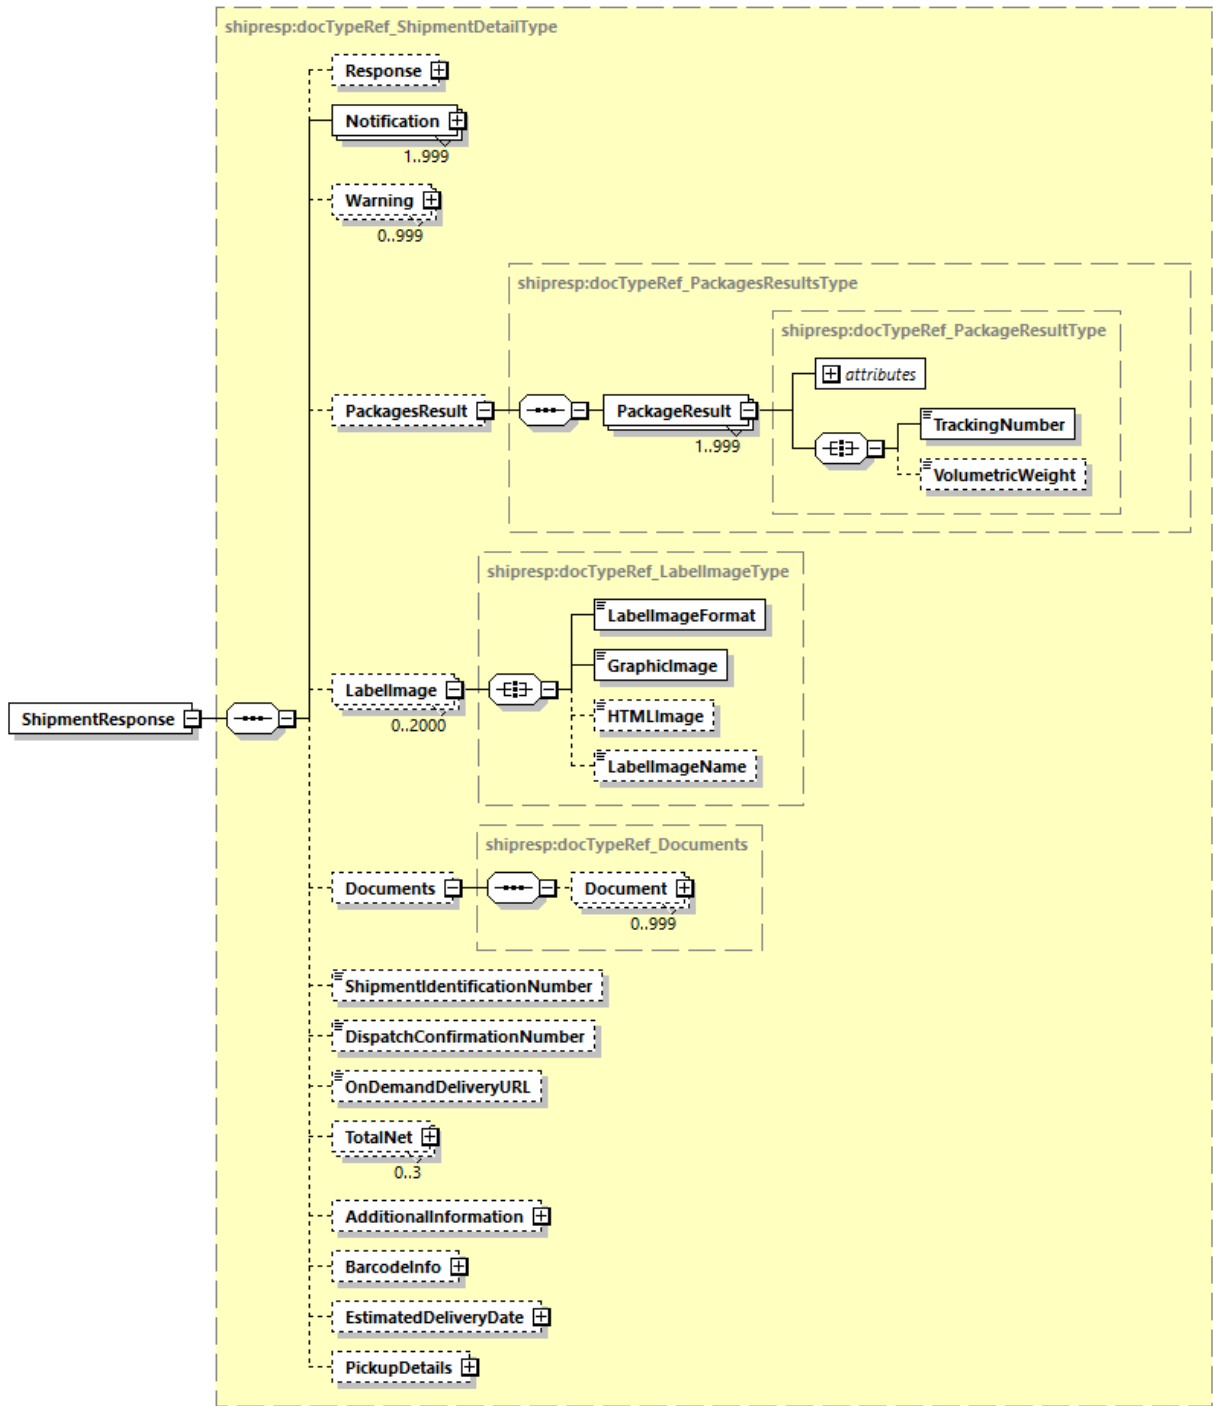 shipresp:docTypeRef_ShipmentDetailType
Response
Notification
1..999
Warning
0..999
shipresp:docTypeRef_PackagesResultsType
shipresp:docTypeRef_PackageResultType
attributes
PackagesResult
PackageResult
1..999
TrackingNumber
VolumetricWeight
shipresp:docTypeRef_LabelImageType
LabelImageFormat
GraphicImage
LabelImage
0..2000
HTMLImage
LabelImageName
ShipmentResponse
shipresp:docTypeRef_Documents
Documents
Document
0..999
ShipmentIdentificationNumber
DispatchConfirmationNumber
OnDemandDeliveryURL
TotalNet
0..3
AdditionalInformation
BarcodeInfo
EstimatedDeliveryDate
PickupDetails